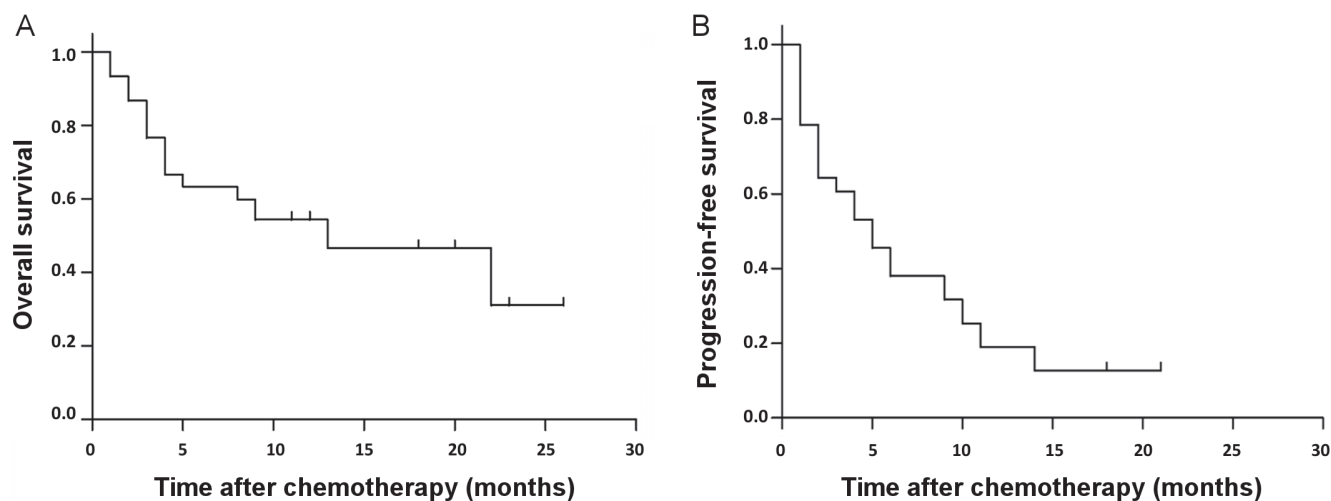 A
Overall survival
1.0
0.8
0.6
0.4
0.2
0.0
0 5 10 15 20 25 30
Time after chemotherapy (months)
B
Progression-free survival
1.0
0.8
0.6
0.4
0.2
0.0
0 5 10 15 20 25 30
Time after chemotherapy (months)